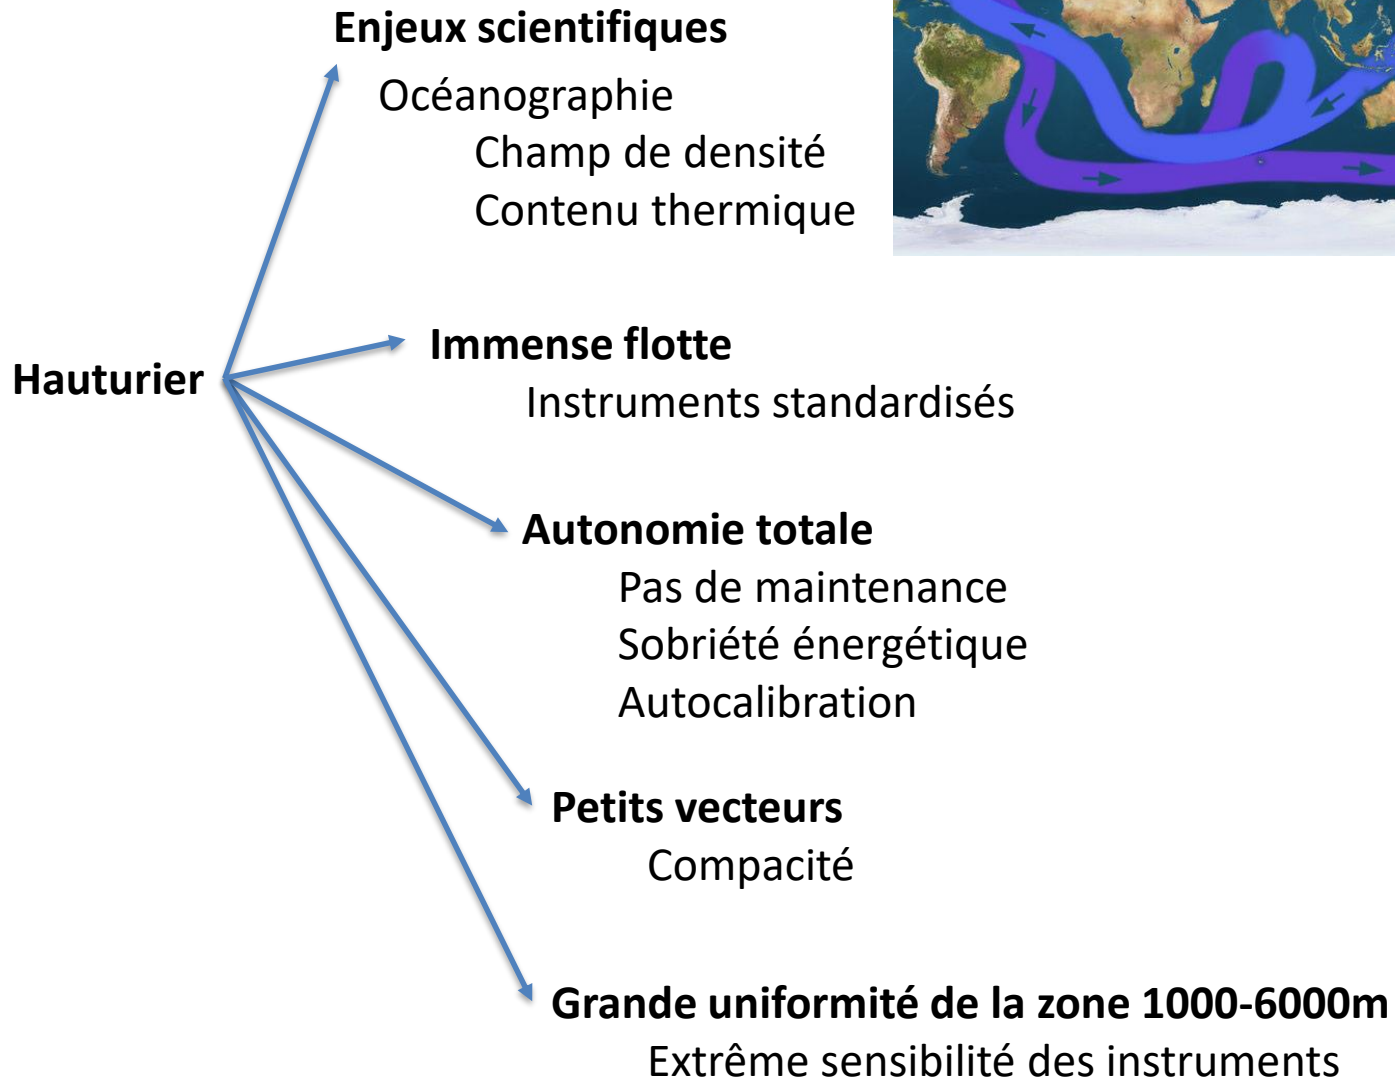 Enjeux scientifiques
Océanographie
Champ de densité
Contenu thermique
Immense flotte
Hauturier
Instruments standardisés
Autonomie totale
Pas de maintenance
Sobriété énergétique
Autocalibration
Petits vecteurs
Compacité
Grande uniformité de la zone 1000-6000m
Extrême sensibilité des instruments